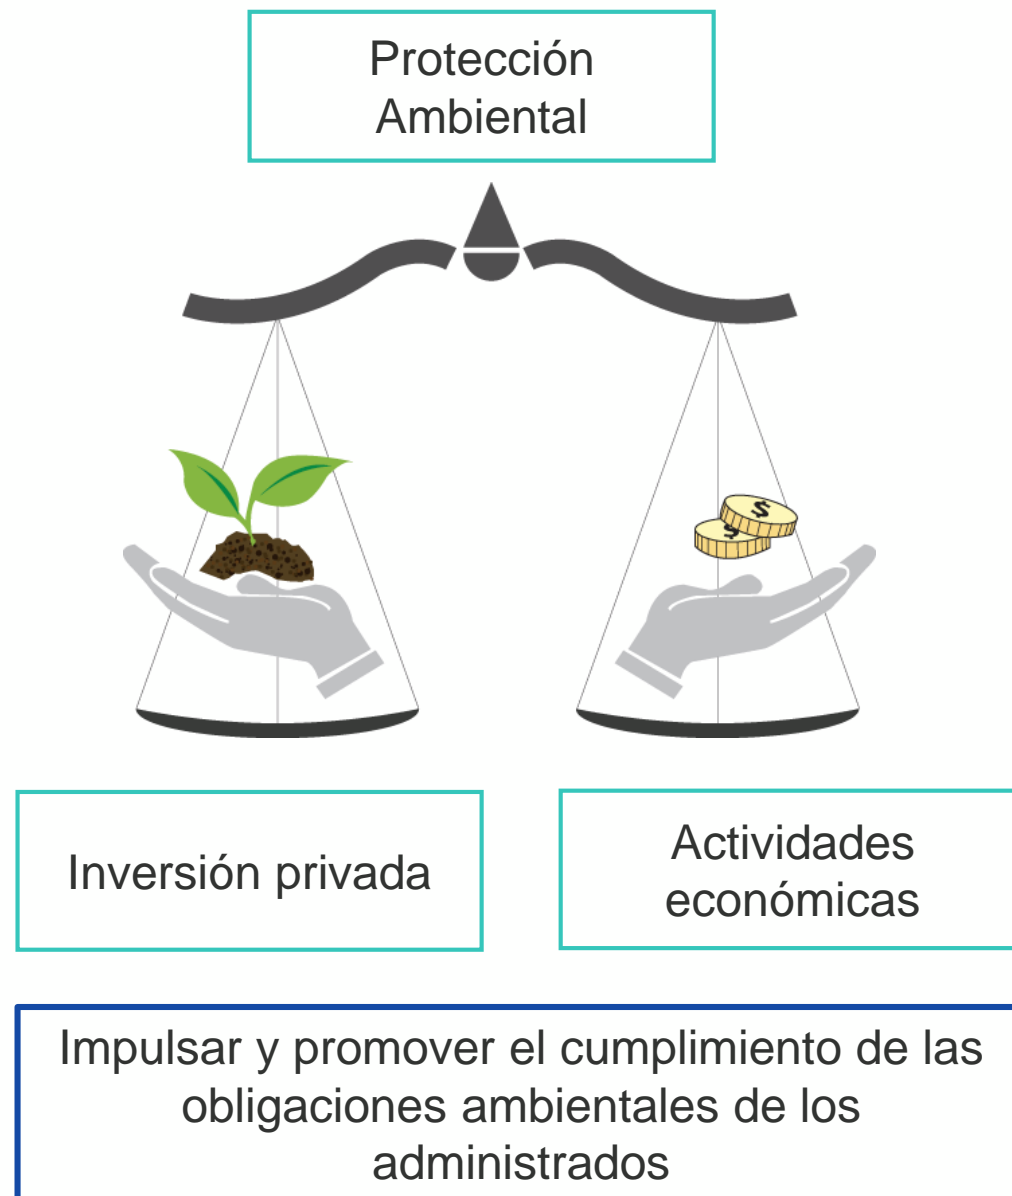 Protección
Ambiental
$
$
Inversión privada
Actividades
económicas
Impulsar y promover el cumplimiento de las
obligaciones ambientales de los
administrados